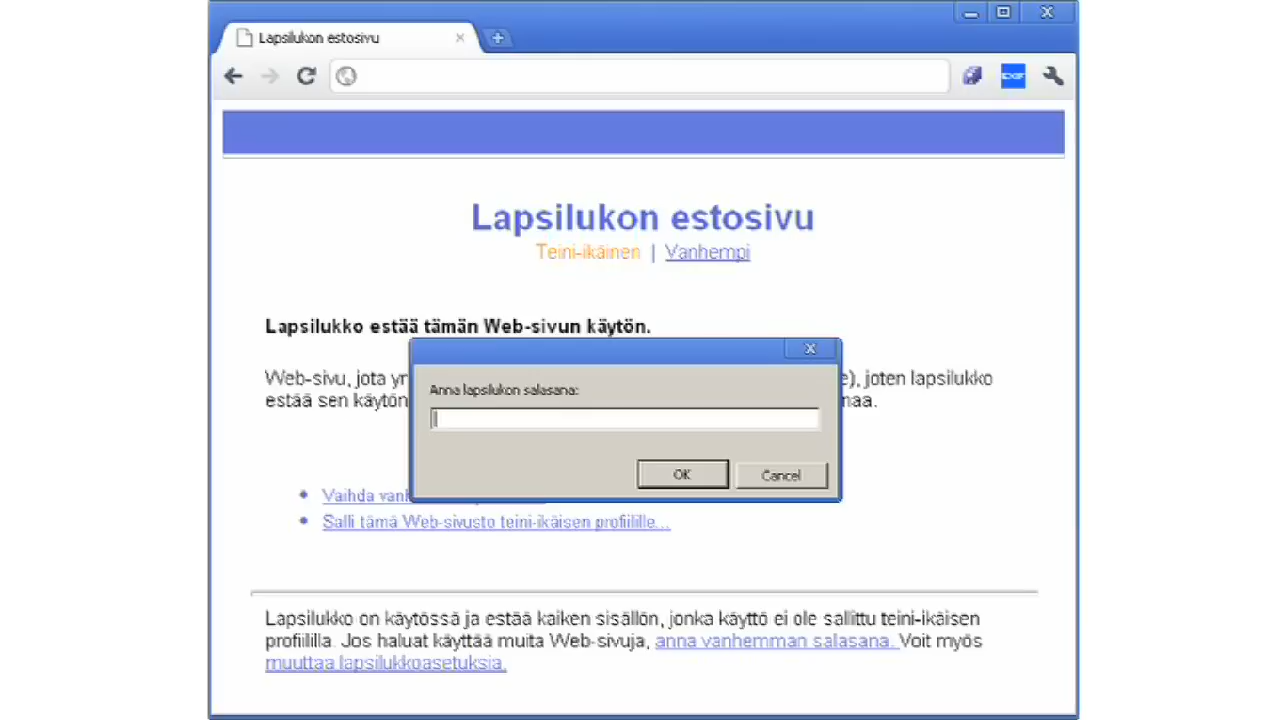 Lapsilukon estosivu
Lapsilukon estosivu
Teini-ikäinen | Vanhempi
Lapsilukko estää tämän Web-sivun käytön.
Web-sivu, jota yr e), joten lapsilukko
estää sen käytön maa.
Anna lapsilukon salasana:
OK Cancel
Vaihda vanh
Salli tämä Web-sivusto teini-ikäisen profiilille...
Lapsilukko on käytössä ja estää kaiken sisällön, jonka käyttö ei ole sallittu teini-ikäisen
profiililla. Jos haluat käyttää muita Web-sivuja, anna vanhemman salasana. Voit myös
muuttaa lapsilukkoasetuksia.